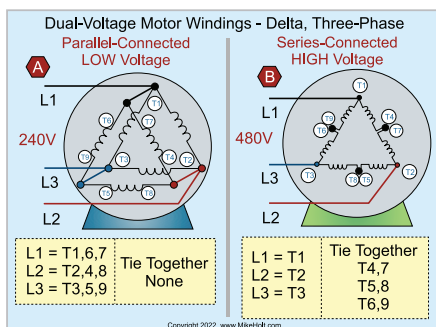 Dual-Voltage Motor Windings - Delta, Three-Phase
Parallel-Connected
LOW Voltage
A
L1
240V
L3
L2
T1
T6
T7
T9
T3
T4
T2
T5
T8
L1 = T1,6,7
L2 = T2,4,8
L3 = T3,5,9
Tie Together
None
Series-Connected
HIGH Voltage
B
L1
480V
L3
L2
T1
T9
T6
T4
T7
T3
T8
T5
T2
L1 = T1
L2 = T2
L3 = T3
Tie Together
T4,7
T5,8
T6,9
Copyright 2022, www.MikeHolt.com